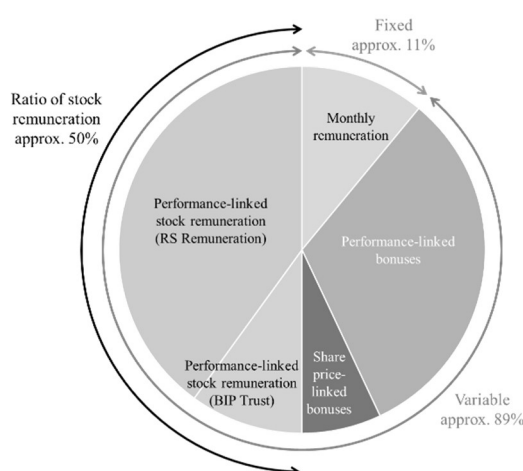 Fixed
approx. 11%
Ratio of stock
remuneration
approx. 50%
Monthly
remuneration
Performance-linked
stock remuneration
(RS Remuneration)
Performance-linked
bonuses
Performance-linked
stock remuneration
(BIP Trust)
Share
price-
linked
bonuses
Variable
approx. 89%